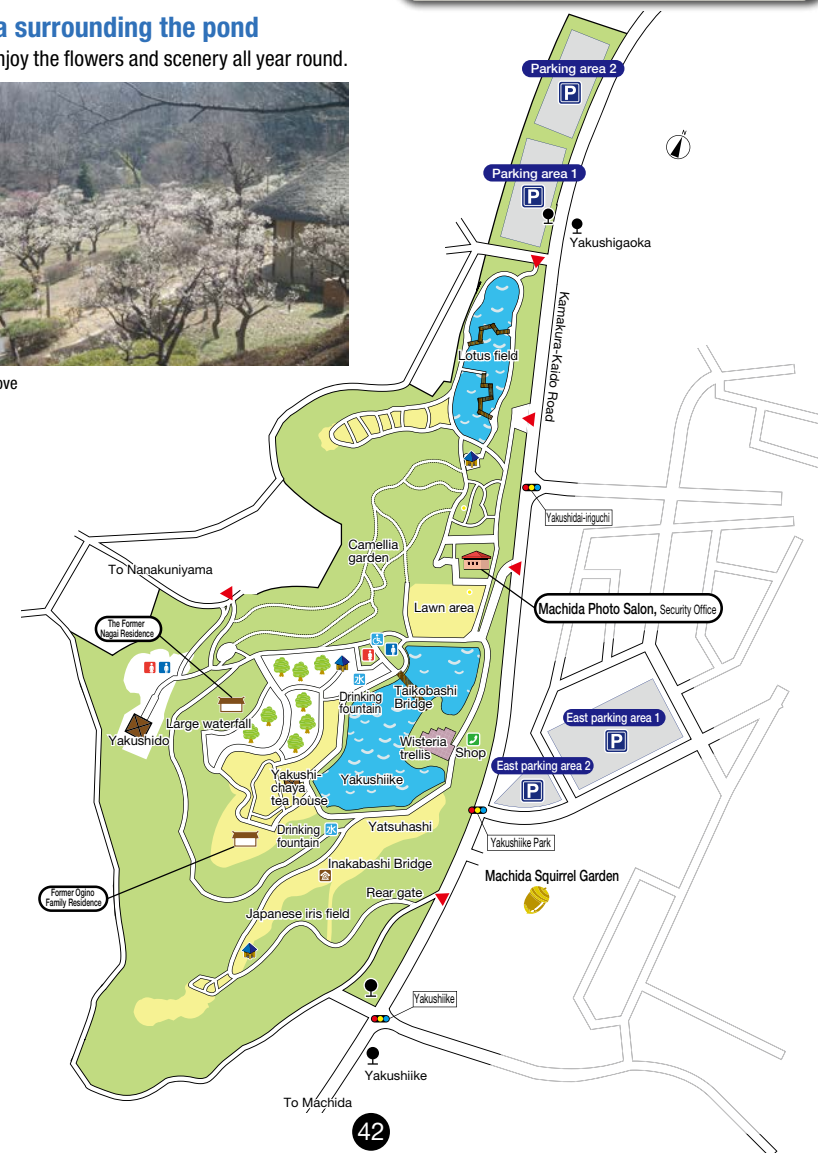 a surrounding the pond
njoy the flowers and scenery all year round.
ove
Parking area 2
P
N
Parking area 1
P
Yakushigaoka
Kamakura-Kaido Road
Lotus field
Yakushidai-iriguchi
Camellia
garden
To Nanakuniyama
Machida Photo Salon, Security Office
Lawn area
The Former
Nagai Residence
水
Drinking
fountain
Taikobashi
Bridge
Large waterfall
East parking area 1
P
Yakushido
Wisteria
trellis
Shop
East parking area 2
P
Yakushi-
chaya
tea house
Yakushiike
Drinking
fountain
水
Yatsuhashi
Yakushiike Park
Inakabashi Bridge
Machida Squirrel Garden
Former Ogino
Family Residence
Rear gate
Japanese iris field
Yakushiike
Yakushiike
To Machida
42